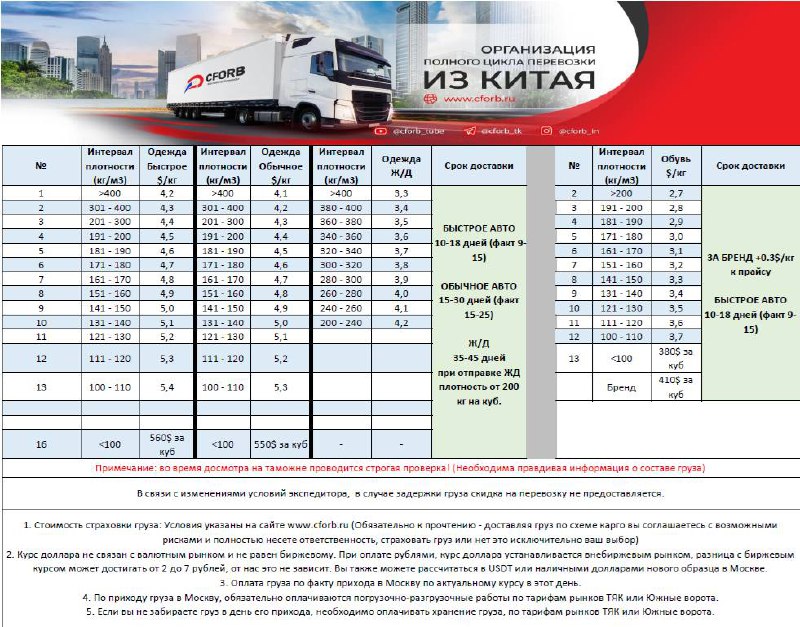 CFORB
ОРГАНИЗАЦИЯ
ПОЛНОГО ЦИКЛА ПЕРЕВОЗКИ
ИЗ КИТАЯ
www.cforb.ru
@cforb_tube @cforb_tk @cforb_in
№ Интервал плотности (кг/м3) Одежда Быстрое $/кг Интервал плотности (кг/м3) Одежда Обычное $/кг Интервал плотности (кг/м3) Одежда Ж/Д Срок доставки
1 >400 4,2 >400 4,1 >400 3,3
2 301 - 400 4,3 301 - 400 4,2 380 - 400 3,4
3 201 - 300 4,4 201 - 300 4,3 360 - 380 3,5
4 191 - 200 4,5 191 - 200 4,4 340 - 360 3,6
5 181 - 190 4,6 181 - 190 4,5 320 - 340 3,7
6 171 - 180 4,7 171 - 180 4,6 300 - 320 3,8
7 161 - 170 4,8 161 - 170 4,7 280 - 300 3,9
8 151 - 160 4,9 151 - 160 4,8 260 - 280 4,0
9 141 - 150 5,0 141 - 150 4,9 240 - 260 4,1
10 131 - 140 5,1 131 - 140 5,0 200 - 240 4,2
11 121 - 130 5,2 121 - 130 5,1
12 111 - 120 5,3 111 - 120 5,2
13 100 - 110 5,4 100 - 110 5,3
16 <100 560$ за куб <100 550$ за куб - -
БЫСТРОЕ АВТО
10-18 дней (факт 9-
15)
ОБЫЧНОЕ АВТО
15-30 дней (факт
15-25)
Ж/Д
35-45 дней
при отправке ЖД
плотность от 200
кг на куб.
№ Интервал плотности (кг/м3) Обувь $/кг Срок доставки
2 >200 2,7
3 191 - 200 2,8
4 181 - 190 2,9
5 171 - 180 3,0
6 161 - 170 3,1
7 151 - 160 3,2
8 141 - 150 3,3
9 131 - 140 3,4
10 121 - 130 3,5
11 111 - 120 3,6
12 100 - 110 3,7
13 <100 380$ за куб
Бренд 410$ за куб
ЗА БРЕНД +0.3$/кг
к прайсу
БЫСТРОЕ АВТО
10-18 дней (факт 9-
15)
Примечание: во время досмотра на таможне проводится строгая проверка! (Необходима правдивая информация о составе груза)
В связи с изменениями условий экспедитора, в случае задержки груза скидка на перевозку не предоставляется.
1. Стоимость страховки груза: Условия указаны на сайте www.cforb.ru (Обязательно к прочтению - доставляя груз по схеме карго вы соглашаетесь с возможными
рисками и полностью несете ответственность, страховать груз или нет это исключительно ваш выбор)
2. Курс доллара не связан с валютным рынком и не равен биржевому. При оплате рублями, курс доллара устанавливается внебиржевым рынком, разница с биржевым
курсом может достигать от 2 до 7 рублей, от нас это не зависит. Вы также можете рассчитаться в USDT или наличными долларами нового образца в Москве.
3. Оплата груза по факту прихода в Москву по актуальному курсу в этот день.
4. По приходу груза в Москву, обязательно оплачиваются погрузочно-разгрузочные работы по тарифам рынков ТЯК или Южные ворота.
5. Если вы не забираете груз в день его прихода, необходимо оплачивать хранение груза, по тарифам рынков ТЯК или Южные ворота.